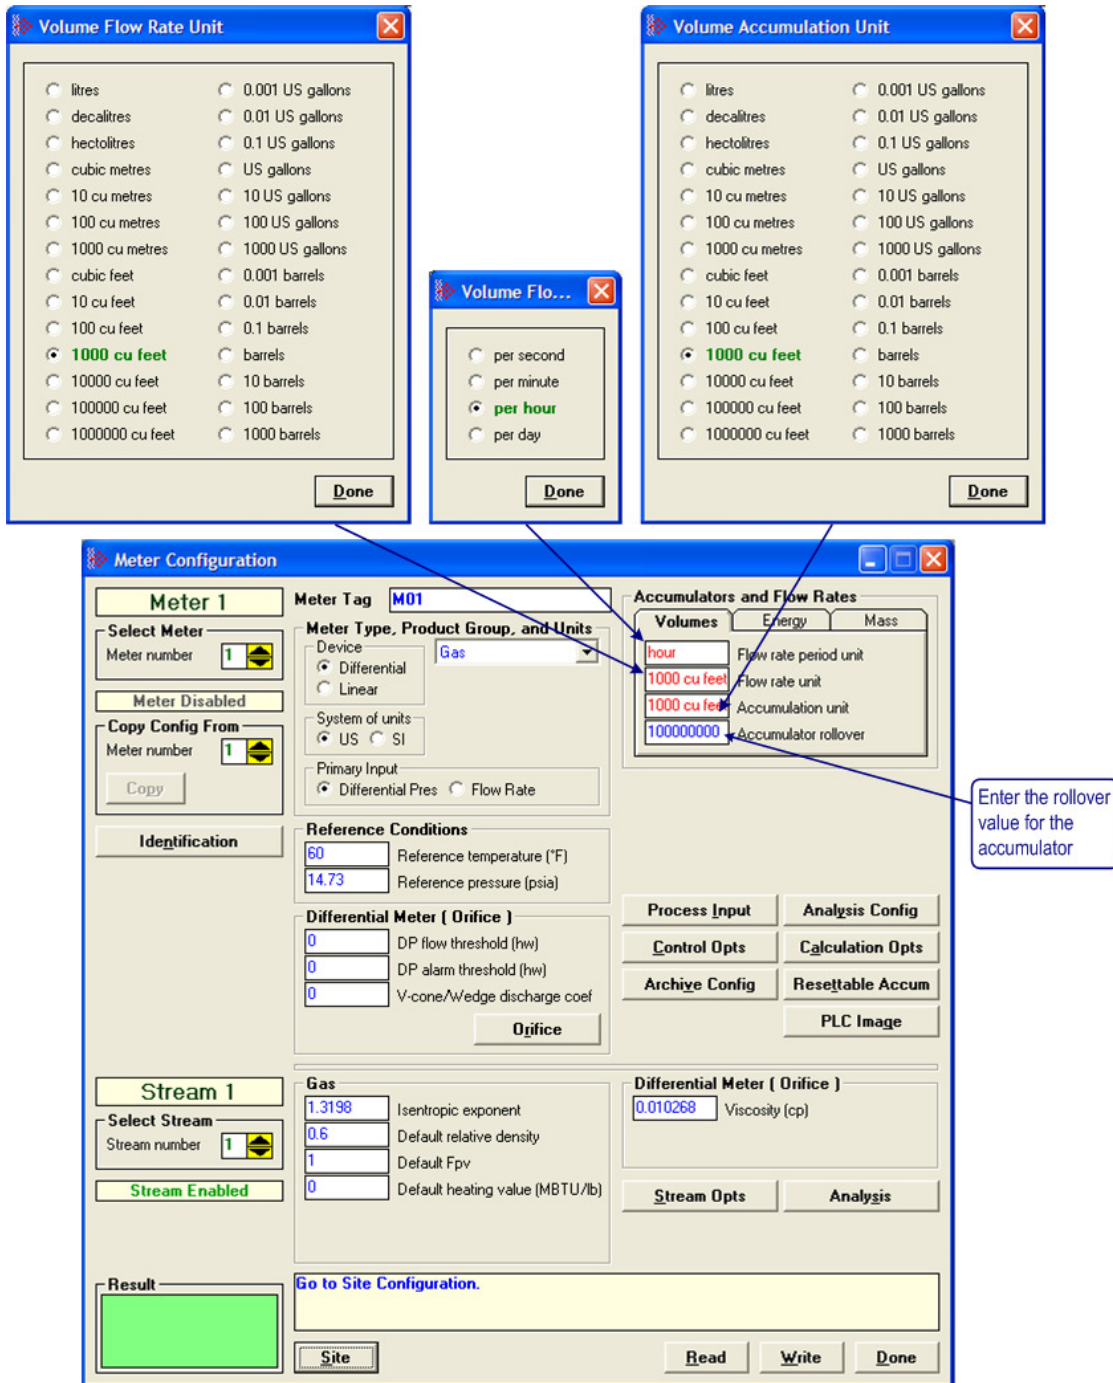 Volume Flow Rate Unit
litres
decalitres
hectolitres
cubic metres
10 cu metres
100 cu metres
1000 cu metres
cubic feet
10 cu feet
100 cu feet
1000 cu feet
10000 cu feet
100000 cu feet
1000000 cu feet
0.001 US gallons
0.01 US gallons
0.1 US gallons
US gallons
10 US gallons
100 US gallons
1000 US gallons
0.001 barrels
0.01 barrels
0.1 barrels
barrels
10 barrels
100 barrels
1000 barrels
Done
Volume Flo...
per second
per minute
per hour
per day
Done
Volume Accumulation Unit
litres
decalitres
hectolitres
cubic metres
10 cu metres
100 cu metres
1000 cu metres
cubic feet
10 cu feet
100 cu feet
1000 cu feet
10000 cu feet
100000 cu feet
1000000 cu feet
0.001 US gallons
0.01 US gallons
0.1 US gallons
US gallons
10 US gallons
100 US gallons
1000 US gallons
0.001 barrels
0.01 barrels
0.1 barrels
barrels
10 barrels
100 barrels
1000 barrels
Done
Meter Configuration
Meter 1
Select Meter
Meter number 1
Meter Disabled
Copy Config From
Meter number 1
Copy
Identification
Meter Tag M01
Meter Type, Product Group, and Units
Device
Differential
Linear
Gas
System of units
US SI
Primary Input
Differential Pres Flow Rate
Reference Conditions
60 Reference temperature (°F)
14.73 Reference pressure (psia)
Differential Meter ( Orifice )
0 DP flow threshold (hw)
0 DP alarm threshold (hw)
0 V-cone/Wedge discharge coef
Orifice
Accumulators and Flow Rates
Volumes Energy Mass
hour Flow rate period unit
1000 cu feet Flow rate unit
1000 cu feet Accumulation unit
100000000 Accumulator rollover
Enter the rollover
value for the
accumulator
Process Input Analysis Config
Control Opts Calculation Opts
Archive Config Resettable Accum
PLC Image
Stream 1
Select Stream
Stream number 1
Stream Enabled
Gas
1.3198 Isentropic exponent
0.6 Default relative density
1 Default Fpv
0 Default heating value (MBTU/lb)
Differential Meter ( Orifice )
0.010268 Viscosity (cp)
Stream Opts Analysis
Result
Go to Site Configuration.
Site Read Write Done